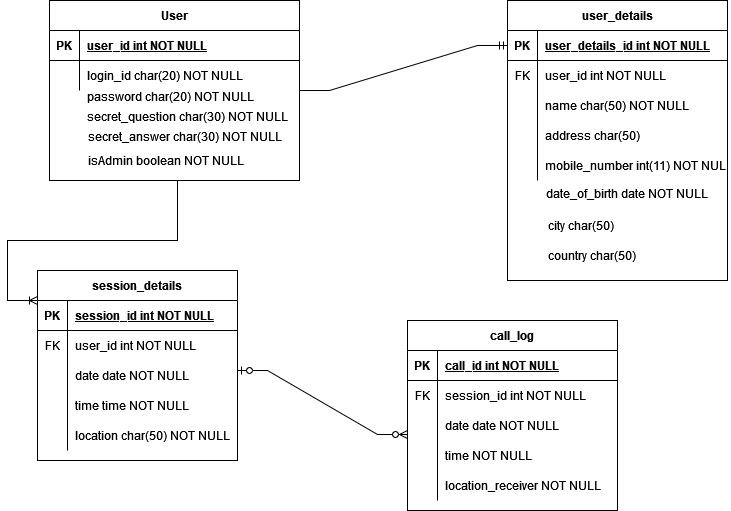 User
PK user_id int NOT NULL
login_id char(20) NOT NULL
password char(20) NOT NULL
secret_question char(30) NOT NULL
secret_answer char(30) NOT NULL
isAdmin boolean NOT NULL
user_details
PK user_details_id int NOT NULL
FK user_id int NOT NULL
name char(50) NOT NULL
address char(50)
mobile_number int(11) NOT NUL
date_of_birth date NOT NULL
city char(50)
country char(50)
session_details
PK session_id int NOT NULL
FK user_id int NOT NULL
date date NOT NULL
time time NOT NULL
location char(50) NOT NULL
call_log
PK call_id int NOT NULL
FK session_id int NOT NULL
date date NOT NULL
time NOT NULL
location_receiver NOT NULL